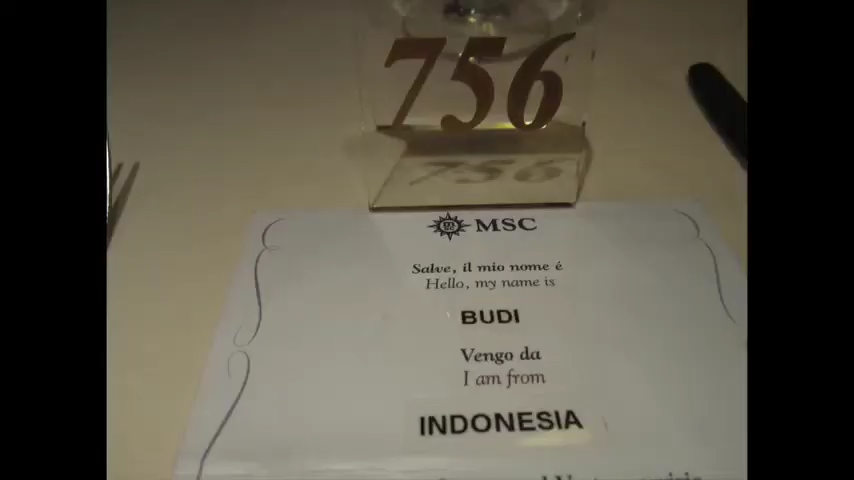 756
MSC
Salve, il mio nome é
Hello, my name is
BUDI
Vengo da
I am from
INDONESIA